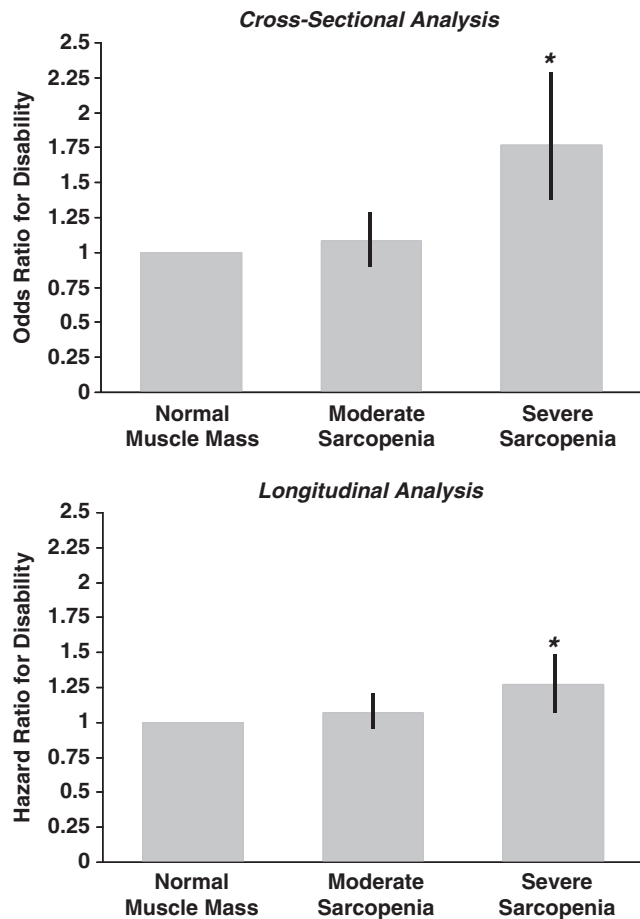 Cross-Sectional Analysis
Odds Ratio for Disability
2.5
2.25
2
1.75
1.5
1.25
1
0.75
0.5
0.25
0
*
Normal
Muscle Mass
Moderate
Sarcopenia
Severe
Sarcopenia
Longitudinal Analysis
Hazard Ratio for Disability
2.5
2.25
2
1.75
1.5
1.25
1
0.75
0.5
0.25
0
*
Normal
Muscle Mass
Moderate
Sarcopenia
Severe
Sarcopenia